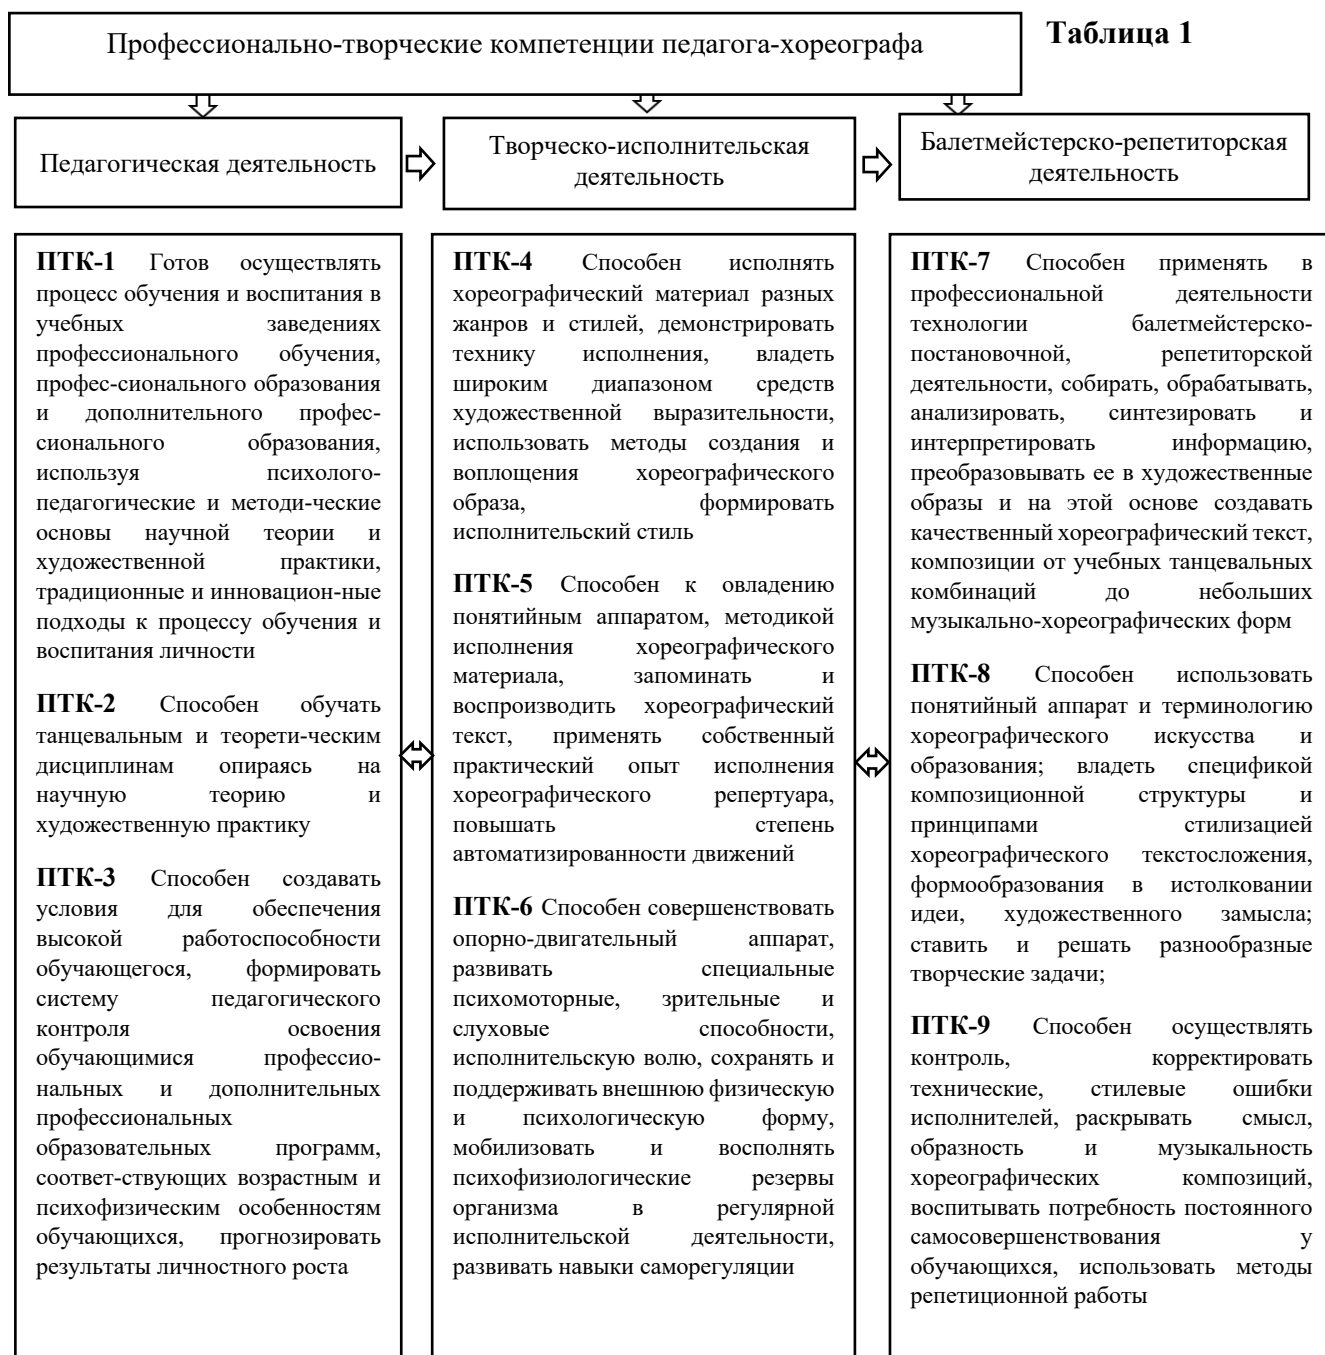 Профессионально-творческие компетенции педагога-хореографа
Таблица 1
Педагогическая деятельность
Творческо-исполнительская
деятельность
Балетмейстерско-репетиторская
деятельность
ПТК-1 Готов осуществлять
процесс обучения и воспитания в
учебных заведениях
профессионального обучения,
профес-сионального образования
и дополнительного профес-
сионального образования,
используя психолого-
педагогические и методи-ческие
основы научной теории и
художественной практики,
традиционные и инновацион-ные
подходы к процессу обучения и
воспитания личности
ПТК-2 Способен обучать
танцевальным и теорети-ческим
дисциплинам опираясь на
научную теорию и
художественную практику
ПТК-3 Способен создавать
условия для обеспечения
высокой работоспособности
обучающегося, формировать
систему педагогического
контроля освоения
обучающимися профессио-
нальных и дополнительных
профессиональных
образовательных программ,
соответ-ствующих возрастным и
психофизическим особенностям
обучающихся, прогнозировать
результаты личностного роста
ПТК-4 Способен исполнять
хореографический материал разных
жанров и стилей, демонстрировать
технику исполнения, владеть
широким диапазоном средств
художественной выразительности,
использовать методы создания и
воплощения хореографического
образа, формировать
исполнительский стиль
ПТК-5 Способен к овладению
понятийным аппаратом, методикой
исполнения хореографического
материала, запоминать и
воспроизводить хореографический
текст, применять собственный
практический опыт исполнения
хореографического репертуара,
повышать степень
автоматизированности движений
ПТК-6 Способен совершенствовать
опорно-двигательный аппарат,
развивать специальные
психомоторные, зрительные и
слуховые способности,
исполнительскую волю, сохранять и
поддерживать внешнюю физическую
и психологическую форму,
мобилизовать и восполнять
психофизиологические резервы
организма в регулярной
исполнительской деятельности,
развивать навыки саморегуляции
ПТК-7 Способен применять в
профессиональной деятельности
технологии балетмейстерско-
постановочной, репетиторской
деятельности, собирать, обрабатывать,
анализировать, синтезировать и
интерпретировать информацию,
преобразовывать ее в художественные
образы и на этой основе создавать
качественный хореографический текст,
композиции от учебных танцевальных
комбинаций до небольших
музыкально-хореографических форм
ПТК-8 Способен использовать
понятийный аппарат и терминологию
хореографического искусства и
образования; владеть спецификой
композиционной структуры и
принципами стилизацией
хореографического текстосложения,
формообразования в истолковании
идеи, художественного замысла;
ставить и решать разнообразные
творческие задачи;
ПТК-9 Способен осуществлять
контроль, корректировать
технические, стилевые ошибки
исполнителей, раскрывать смысл,
образность и музыкальность
хореографических композиций,
воспитывать потребность постоянного
самосовершенствования у
обучающихся, использовать методы
репетиционной работы